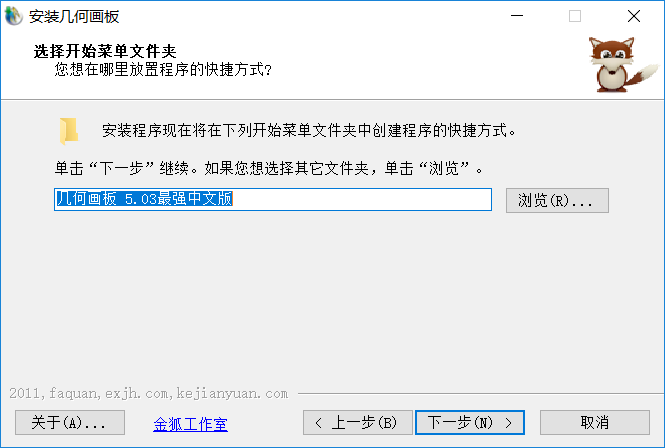 安装几何画板
选择开始菜单文件夹
您想在哪里放置程序的快捷方式?
安装程序现在将在下列开始菜单文件夹中创建程序的快捷方式。
单击“下一步”继续。如果您想选择其它文件夹，单击“浏览”。
几何画板 5.03最强中文版
浏览(R)...
2011,faquan,exjh.com,kejianyuan.com
关于(A)...
金狐工作室
< 上一步(B)
下一步(N) >
取消